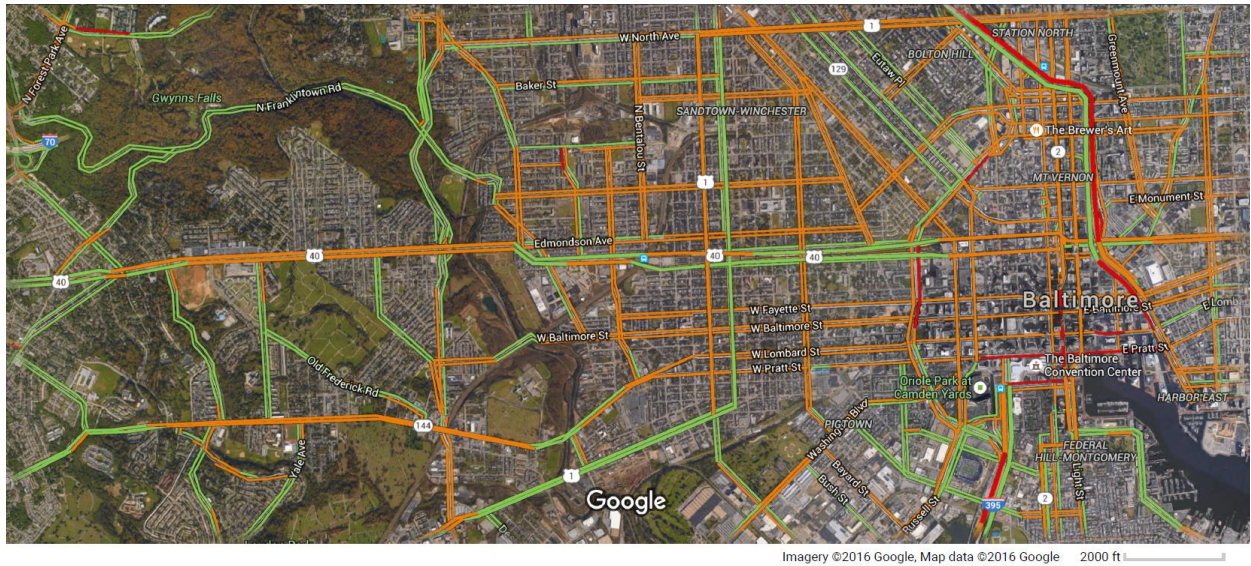 1
STATION NORTH
W North Ave
N Forest Park Ave
BOLTON HILL
Greenmount Ave
129
Eutaw Pl
Baker St
Gwynns Falls
N Franklintown Rd
SANDTOWN-WINCHESTER
N Bentalou St
The Brewer's Art
70
2
MT VERNON
1
E Monument St
Edmondson Ave
40
40
40
40
Baltimore
W Fayette St
E Baltimore St
E Lomb
W Baltimore St
W Baltimore St
W Lombard St
E Pratt St
Old Frederick Rd
W Pratt St
The Baltimore
Convention Center
Oriole Park at
Camden Yards
HARBOR EAST
144
PIGTOWN
Washington Blvd
Yale Ave
FEDERAL
HILL-MONTGOMERY
Bayard St
Light St
1
Bush St
Google
Russell St
2
395
Imagery ©2016 Google, Map data ©2016 Google 2000 ft